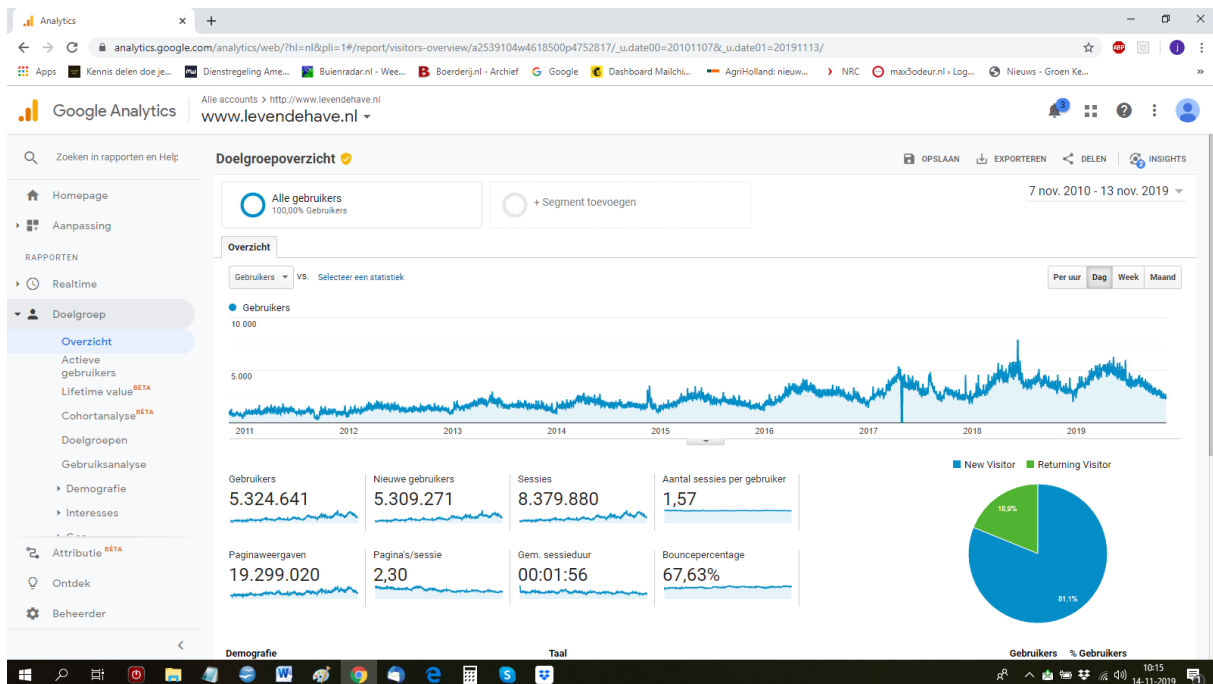 Analytics
analytics.google.com/analytics/web/?hl=nl&pli=1#/report/visitors-overview/a2539104w4618500p4752817/_u.date00=20101107&_u.date01=20191113/
ABP
j
Apps
Kennis delen doe je...
Dienstregeling Ame...
Buienradar.nl - Wee...
Boerderij.nl - Archief
Google
Dashboard Mailchi...
AgriHolland: nieuw...
NRC
max5odeur.nl › Log...
Nieuws - Groen Ke...
»
Google Analytics
Alle accounts > http://www.levendehave.nl
www.levendehave.nl
3
Zoeken in rapporten en Help
Homepage
Aanpassing
RAPPORTEN
Realtime
Doelgroep
Overzicht
Actieve
gebruikers
Lifetime value BÈTA
Cohortanalyse BÈTA
Doelgroepen
Gebruiksanalyse
Demografie
Interesses
Attributie BÈTA
Ontdek
Beheerder
Doelgroepoverzicht
OPSLAAN
EXPORTEREN
DELEN
2
INSIGHTS
Alle gebruikers
100,00% Gebruikers
+ Segment toevoegen
7 nov. 2010 - 13 nov. 2019
Overzicht
Gebruikers
VS.
Selecteer een statistiek
Per uur
Dag
Week
Maand
Gebruikers
10.000
5.000
2011
2012
2013
2014
2015
2016
2017
2018
2019
Gebruikers
5.324.641
Nieuwe gebruikers
5.309.271
Sessies
8.379.880
Aantal sessies per gebruiker
1,57
Paginaweergaven
19.299.020
Pagina's/sessie
2,30
Gem. sessieduur
00:01:56
Bouncepercentage
67,63%
New Visitor
Returning Visitor
18,9%
81,1%
Demografie
Taal
Gebruikers
% Gebruikers
10:15
14-11-2019